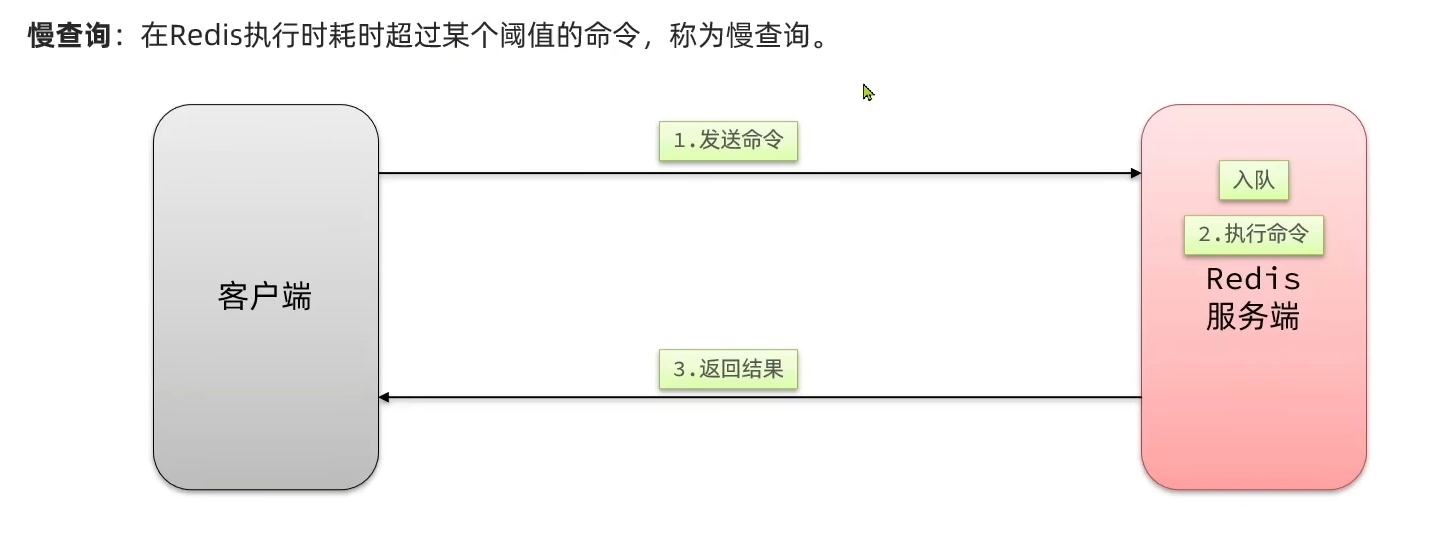 慢查询：在Redis执行时耗时超过某个阈值的命令，称为慢查询。
1.发送命令
入队
2.执行命令
客户端
Redis
服务端
3.返回结果